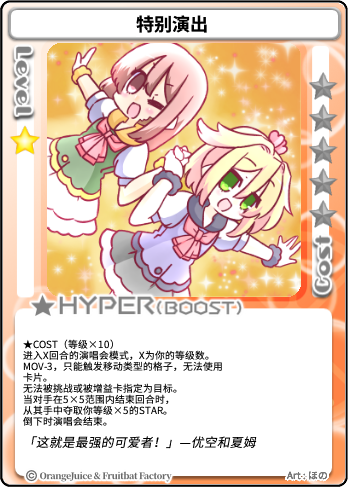 特别演出
Level
Cost
★HYPER(BOOST)
★COST（等级×10）
进入X回合的演唱会模式，X为你的等级数。
MOV-3，只能触发移动类型的格子，无法使用
卡片。
无法被挑战或被增益卡指定为目标。
当对手在5×5范围内结束回合时，
从其手中夺取你等级×5的STAR。
倒下时演唱会结束。
「这就是最强的可爱者！」—优空和夏姆
© OrangeJuice & Fruitbat Factory
Art : ほの